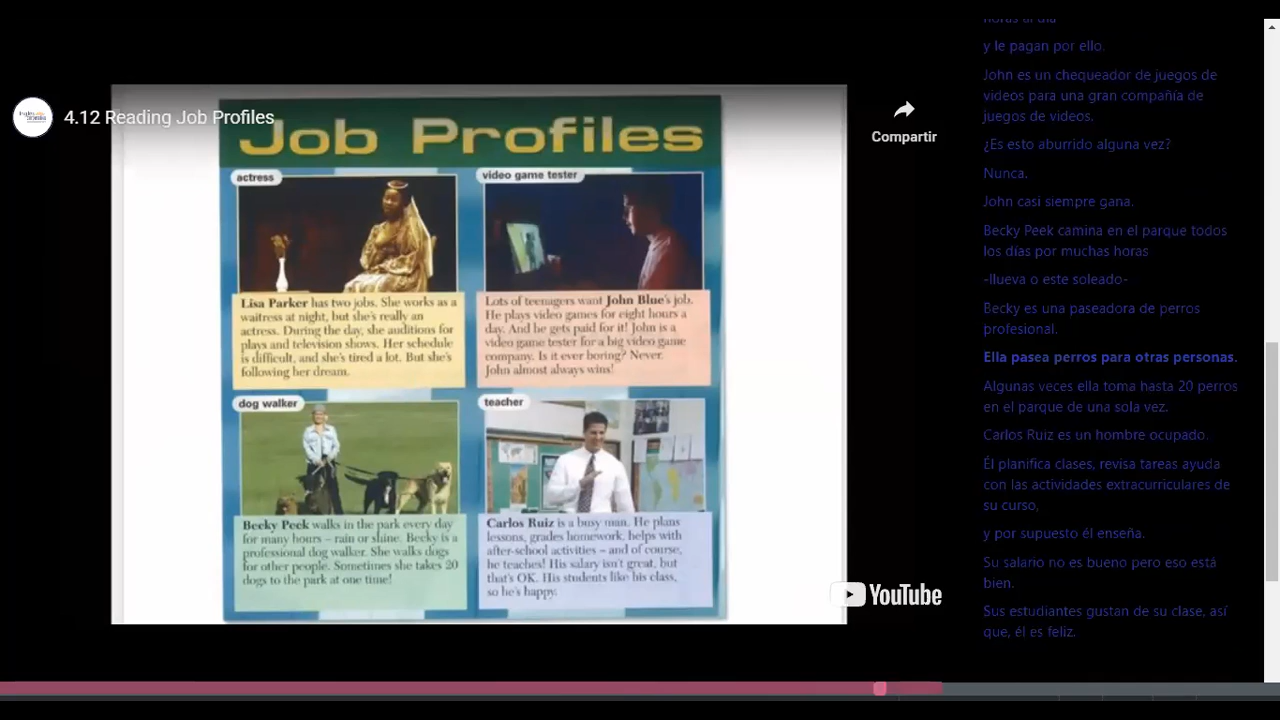 4.12 Reading Job Profiles
Compartir
Job Profiles
actress
Lisa Parker has two jobs. She works as a
waitress at night, but she's really an
actress. During the day, she auditions for
plays and television shows. Her schedule
is difficult, and she's tired a lot. But she's
following her dream.
video game tester
Lots of teenagers want John Blue's job.
He plays video games for eight hours a
day. And he gets paid for it! John is a
video game tester for a big video game
company. Is it ever boring? Never.
John almost always wins!
dog walker
Becky Peek walks in the park every day
for many hours – rain or shine. Becky is a
professional dog walker. She walks dogs
for other people. Sometimes she takes 20
dogs to the park at one time!
teacher
Carlos Ruiz is a busy man. He plans
lessons, grades homework, helps with
after-school activities – and of course,
he teaches! His salary isn't great, but
that's OK. His students like his class,
so he's happy.
YouTube
horas al día
y le pagan por ello.
John es un chequeador de juegos de
videos para una gran compañía de
juegos de videos.
¿Es esto aburrido alguna vez?
Nunca.
John casi siempre gana.
Becky Peek camina en el parque todos
los días por muchas horas
-llueva o este soleado-
Becky es una paseadora de perros
profesional.
Ella pasea perros para otras personas.
Algunas veces ella toma hasta 20 perros
en el parque de una sola vez.
Carlos Ruiz es un hombre ocupado.
Él planifica clases, revisa tareas ayuda
con las actividades extracurriculares de
su curso,
y por supuesto él enseña.
Su salario no es bueno pero eso está
bien.
Sus estudiantes gustan de su clase, así
que, él es feliz.